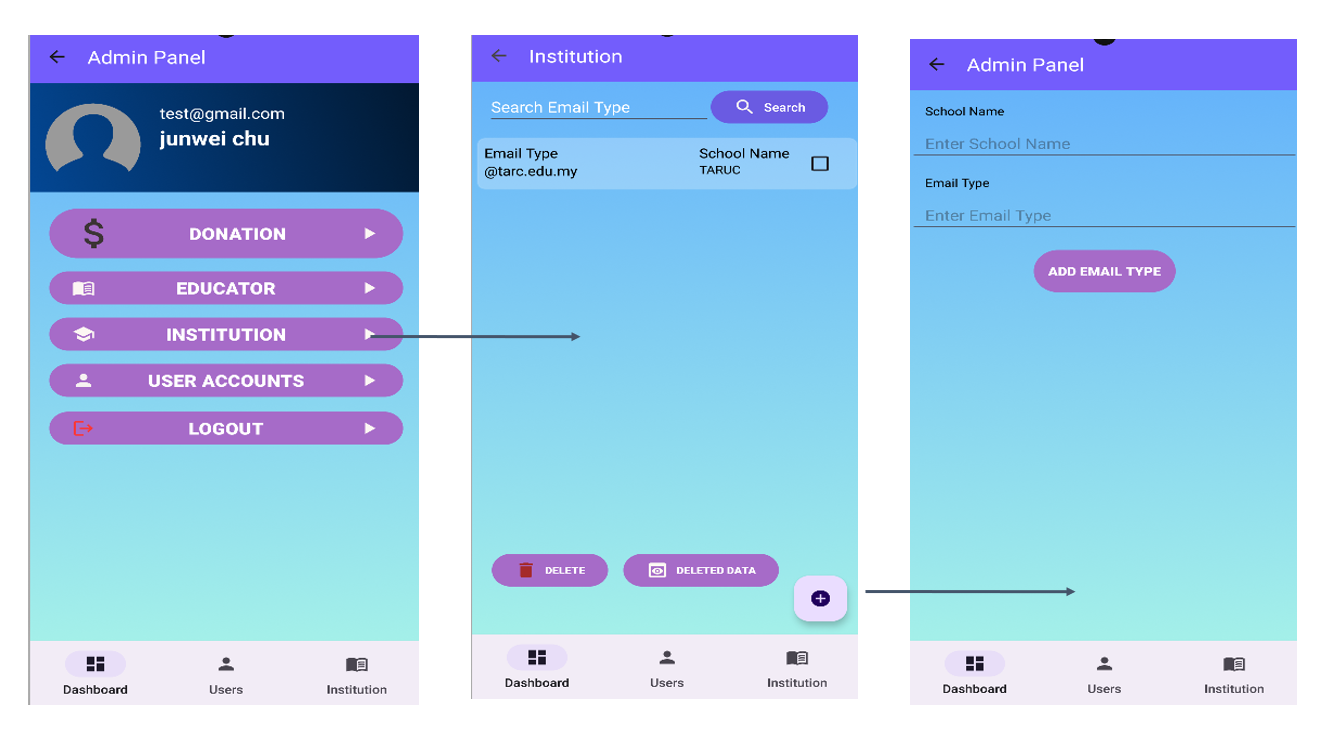 Admin Panel
test@gmail.com
junwei chu
DONATION
EDUCATOR
INSTITUTION
USER ACCOUNTS
LOGOUT
Dashboard
Users
Institution
Institution
Search Email Type
Search
Email Type
School Name
@tarc.edu.my
TARUC
DELETE
DELETED DATA
Dashboard
Users
Institution
Admin Panel
School Name
Enter School Name
Email Type
Enter Email Type
ADD EMAIL TYPE
Dashboard
Users
Institution